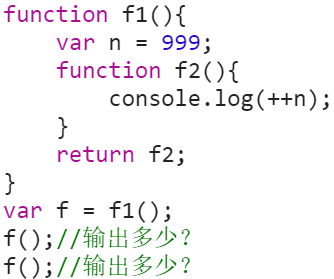 function f1(){
    var n = 999;
    function f2(){
        console.log(++n);
    }
    return f2;
}
var f = f1();
f();//输出多少?
f();//输出多少?